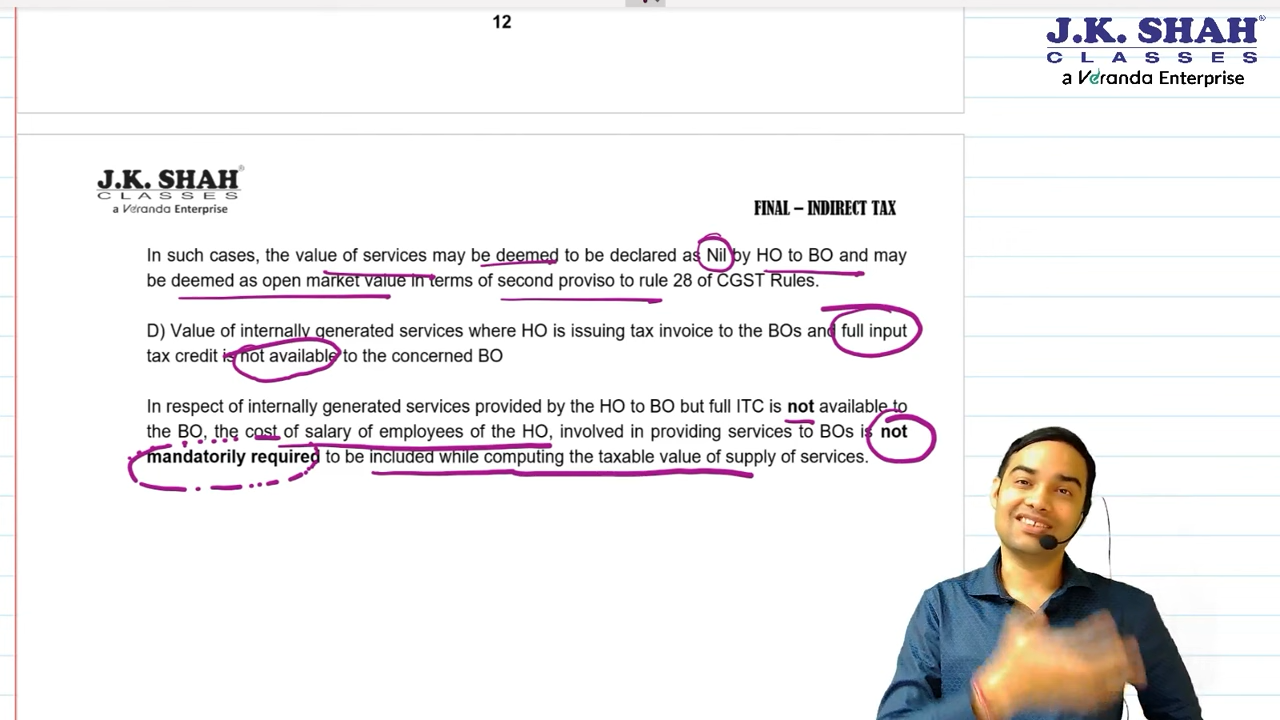 12
J.K. SHAH®
CLASSES
a Veranda Enterprise
J.K. SHAH®
CLASSES
a Veranda Enterprise
FINAL – INDIRECT TAX
In such cases, the value of services may be deemed to be declared as Nil by HO to BO and may
be deemed as open market value in terms of second proviso to rule 28 of CGST Rules.
D) Value of internally generated services where HO is issuing tax invoice to the BOs and full input
tax credit is not available to the concerned BO
In respect of internally generated services provided by the HO to BO but full ITC is not available to
the BO, the cost of salary of employees of the HO, involved in providing services to BOs is not
mandatorily required to be included while computing the taxable value of supply of services.